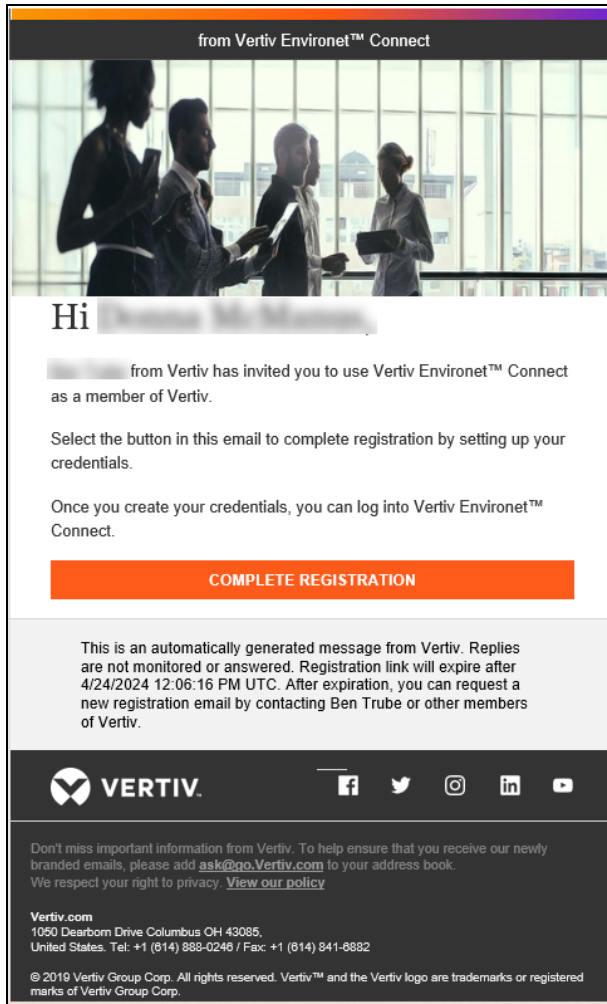 from Vertiv Environet™ Connect
Hi
from Vertiv has invited you to use Vertiv Environet™ Connect
as a member of Vertiv.
Select the button in this email to complete registration by setting up your
credentials.
Once you create your credentials, you can log into Vertiv Environet™
Connect.
COMPLETE REGISTRATION
This is an automatically generated message from Vertiv. Replies
are not monitored or answered. Registration link will expire after
4/24/2024 12:06:16 PM UTC. After expiration, you can request a
new registration email by contacting Ben Trube or other members
of Vertiv.
VERTIV™
Don't miss important information from Vertiv. To help ensure that you receive our newly
branded emails, please add ask@go.Vertiv.com to your address book.
We respect your right to privacy. View our policy
Vertiv.com
1050 Dearborn Drive Columbus OH 43085,
United States. Tel: +1 (614) 888-0246 / Fax: +1 (614) 841-6882
© 2019 Vertiv Group Corp. All rights reserved. Vertiv™ and the Vertiv logo are trademarks or registered
marks of Vertiv Group Corp.